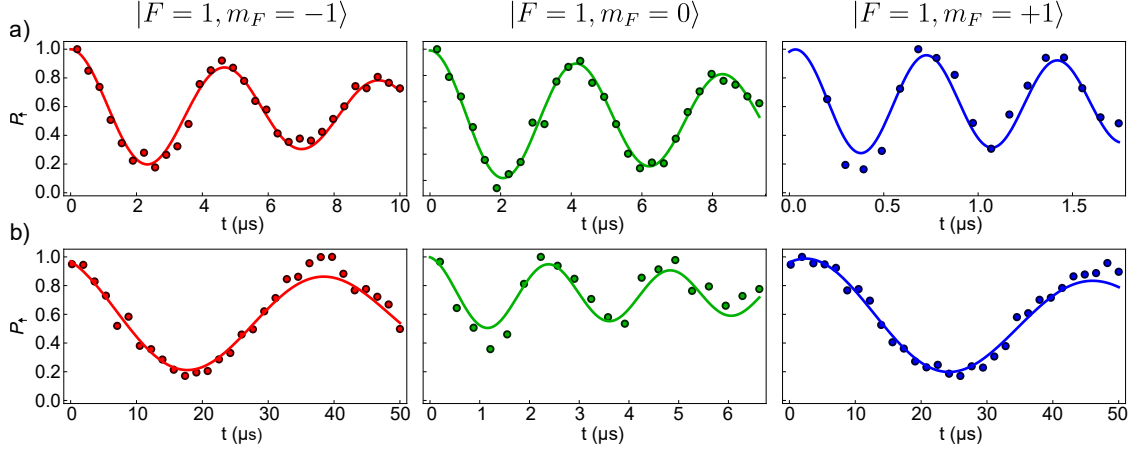 |F = 1, m_F = −1⟩ |F = 1, m_F = 0⟩ |F = 1, m_F = +1⟩
a)
1.0
0.8
0.6
0.4
0.2
0.0
P↑
0 2 4 6 8 10
t (μs)
0 2 4 6 8
t (μs)
0.0 0.5 1.0 1.5
t (μs)
b)
1.0
0.8
0.6
0.4
0.2
0.0
P↑
0 10 20 30 40 50
t (μs)
0 1 2 3 4 5 6
t (μs)
0 10 20 30 40 50
t (μs)